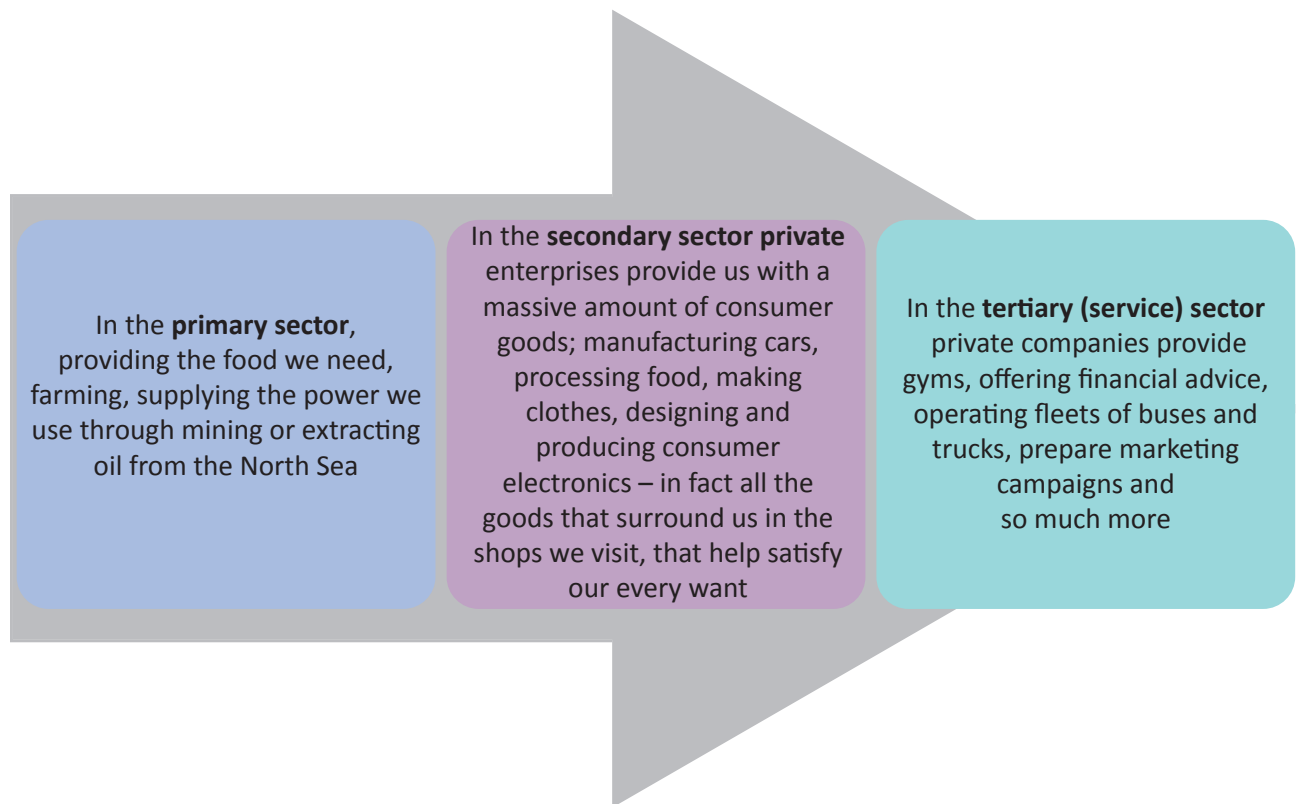 In the primary sector,
providing the food we need,
farming, supplying the power we
use through mining or extracting
oil from the North Sea
In the secondary sector private
enterprises provide us with a
massive amount of consumer
goods; manufacturing cars,
processing food, making
clothes, designing and
producing consumer
electronics – in fact all the
goods that surround us in the
shops we visit, that help satisfy
our every want
In the tertiary (service) sector
private companies provide
gyms, offering financial advice,
operating fleets of buses and
trucks, prepare marketing
campaigns and
so much more